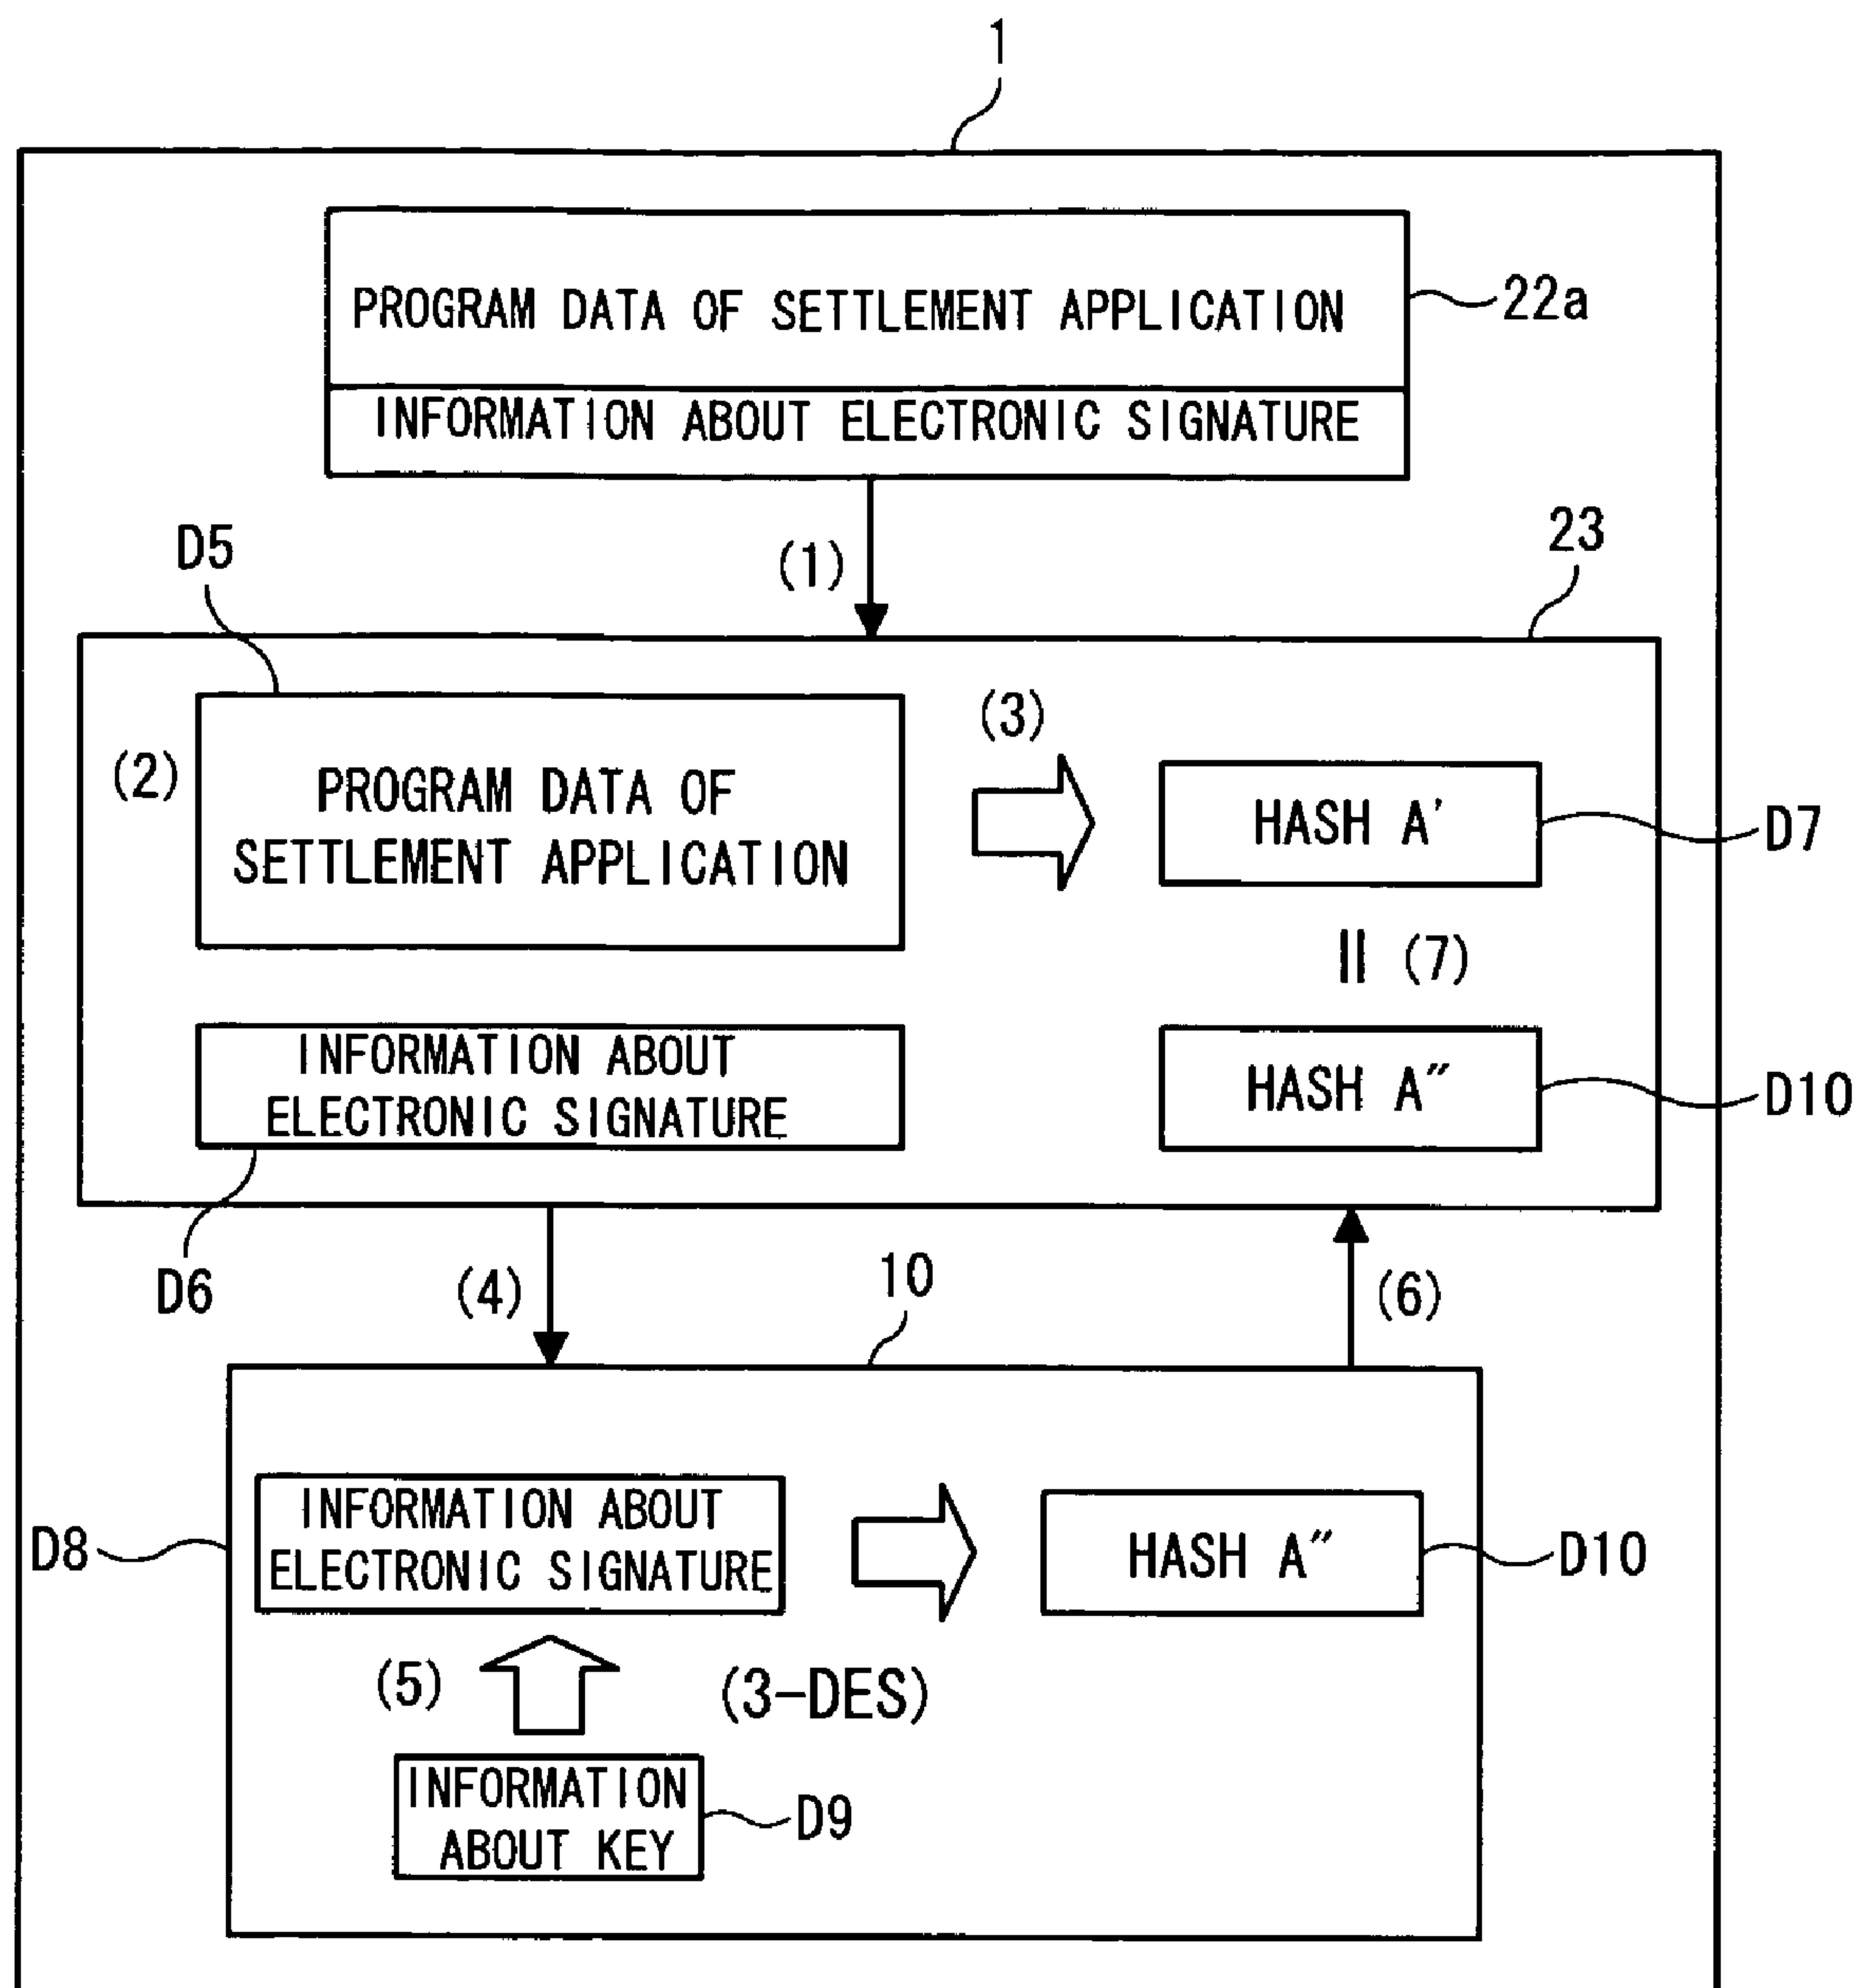 1
PROGRAM DATA OF SETTLEMENT APPLICATION
22a
INFORMATION ABOUT ELECTRONIC SIGNATURE
D5
(1)
23
(2)
PROGRAM DATA OF
SETTLEMENT APPLICATION
(3)
HASH A'
D7
(7)
INFORMATION ABOUT
ELECTRONIC SIGNATURE
HASH A"
D10
D6
(4)
10
(6)
D8
INFORMATION ABOUT
ELECTRONIC SIGNATURE
HASH A"
D10
(5)
(3-DES)
INFORMATION
ABOUT KEY
D9